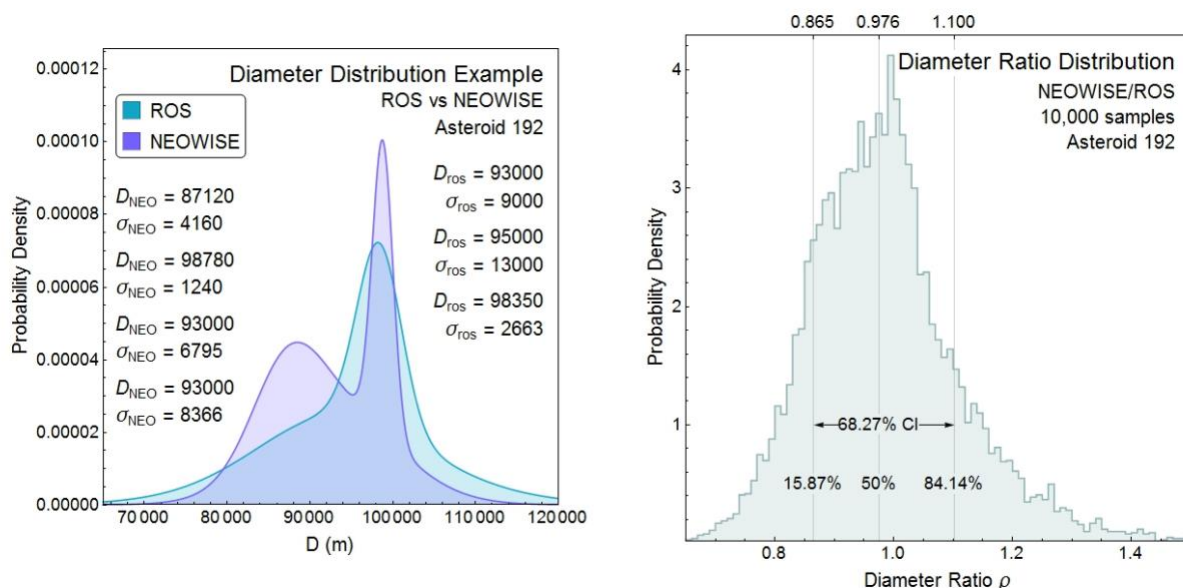 Diameter Distribution Example
ROS vs NEOWISE
Asteroid 192
ROS
NEOWISE
D_NEO = 87120
σ_NEO = 4160
D_NEO = 98780
σ_NEO = 1240
D_NEO = 93000
σ_NEO = 6795
D_NEO = 93000
σ_NEO = 8366
D_ros = 93000
σ_ros = 9000
D_ros = 95000
σ_ros = 13000
D_ros = 98350
σ_ros = 2663
Probability Density
0.00012
0.00010
0.00008
0.00006
0.00004
0.00002
0.00000
70 000 80 000 90 000 100 000 110 000 120 000
D (m)
0.865 0.976 1.100
Diameter Ratio Distribution
NEOWISE/ROS
10,000 samples
Asteroid 192
Probability Density
4
3
2
1
68.27% CI
15.87% 50% 84.14%
0.8 1.0 1.2 1.4
Diameter Ratio ρ